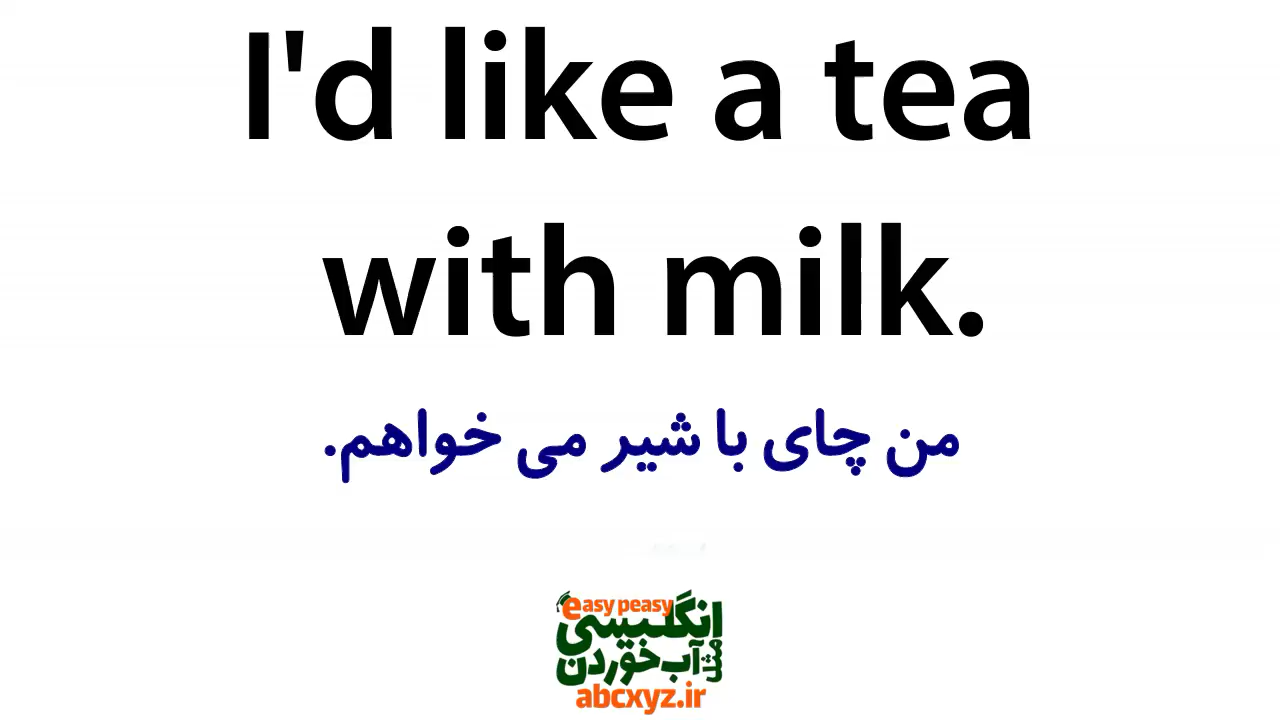 I'd like a tea
with milk.
من چای با شیر می خواهم.
easy peasy
انگلیسی
مثل آب خوردن
abcxyz.ir